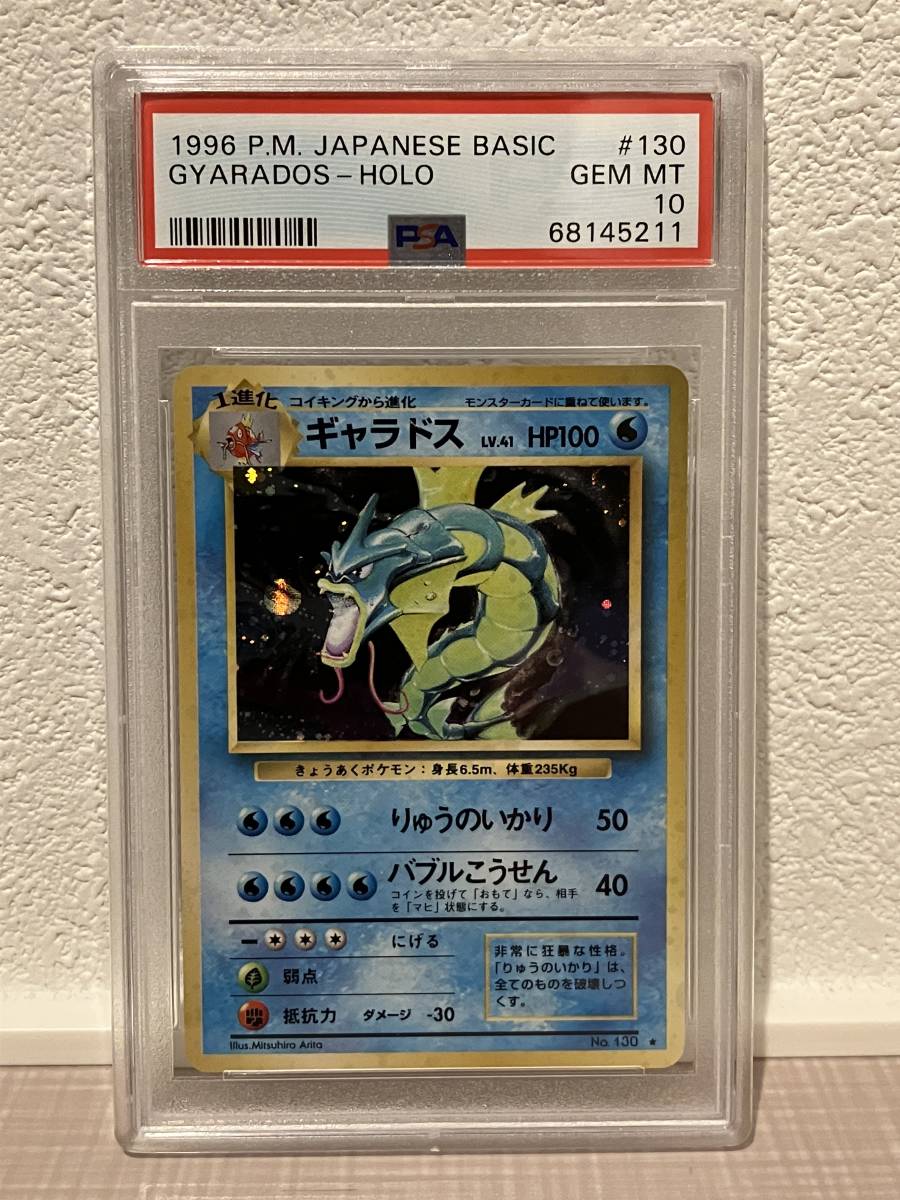 1996 P.M. JAPANESE BASIC #130
GYARADOS - HOLO GEM MT
10
PSA 68145211
1進化 コイキングから進化 モンスターカードに重ねて使います。
ギャラドス LV.41 HP100
きょうあくポケモン：身長6.5m、体重235Kg
りゅうのいかり 50
バブルこうせん 40
コインを投げて「おもて」なら、相手
を「マヒ」状態にする。
にげる
弱点
抵抗力 ダメージ -30
非常に狂暴な性格。
「りゅうのいかり」は、
全てのものを破壊しつ
くす。
Illus.Mitsuhiro Arita No. 130 ★